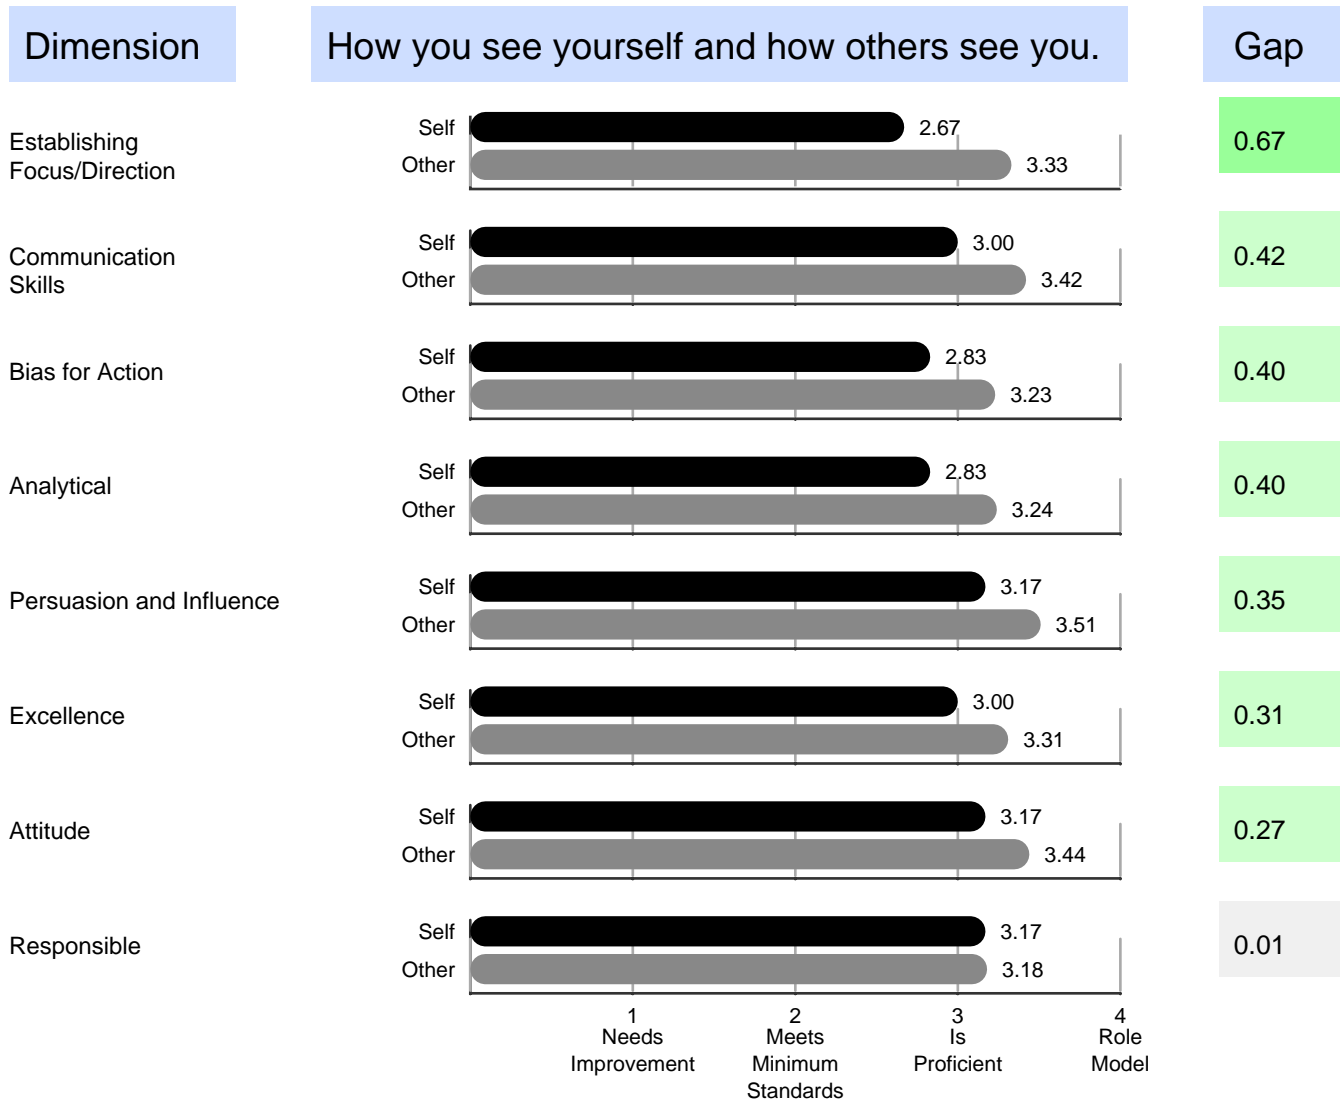 Dimension
How you see yourself and how others see you.
Gap
Establishing
Focus/Direction
Self
2.67
Other
3.33
0.67
Communication
Skills
Self
3.00
Other
3.42
0.42
Bias for Action
Self
2.83
Other
3.23
0.40
Analytical
Self
2.83
Other
3.24
0.40
Persuasion and Influence
Self
3.17
Other
3.51
0.35
Excellence
Self
3.00
Other
3.31
0.31
Attitude
Self
3.17
Other
3.44
0.27
Responsible
Self
3.17
Other
3.18
0.01
1
Needs
Improvement
2
Meets
Minimum
Standards
3
Is
Proficient
4
Role
Model